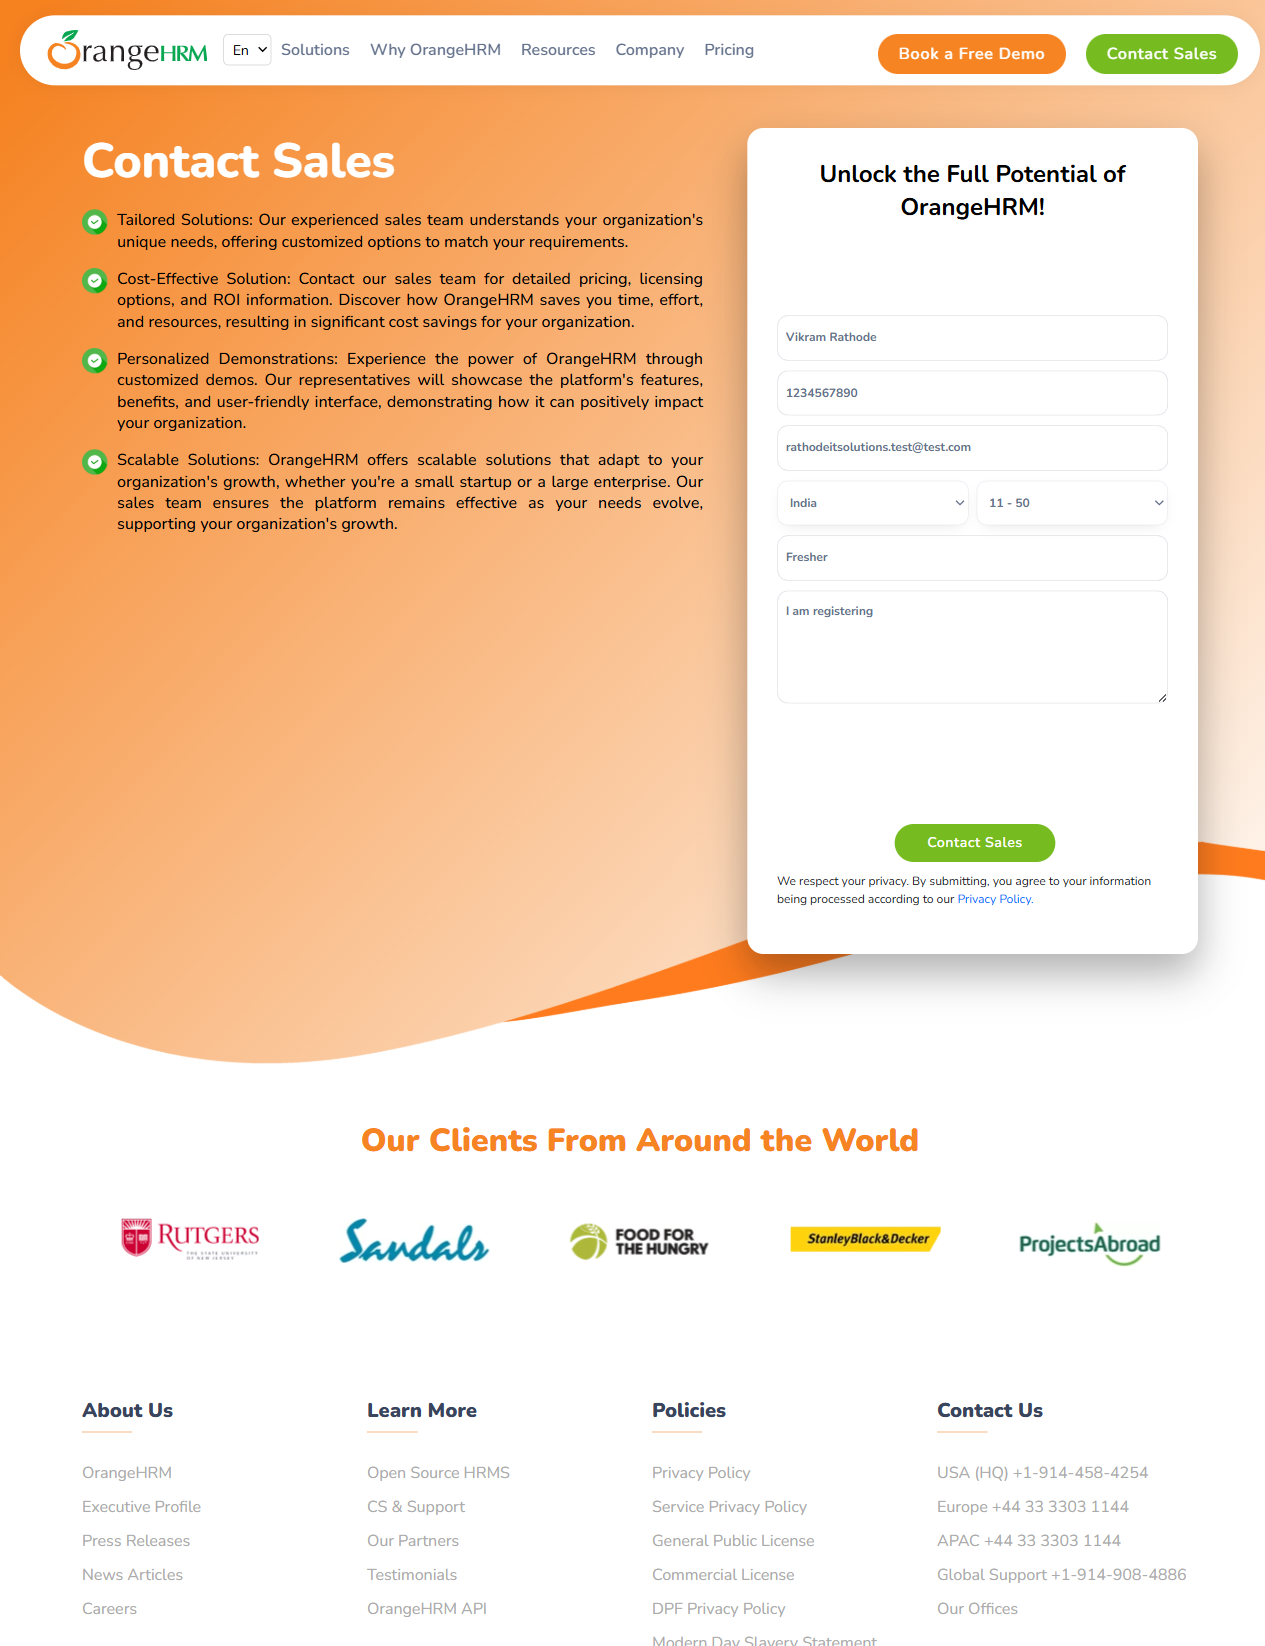 OrangeHRM
En
Solutions
Why OrangeHRM
Resources
Company
Pricing
Book a Free Demo
Contact Sales
Contact Sales
Tailored Solutions: Our experienced sales team understands your organization's
unique needs, offering customized options to match your requirements.
Cost-Effective Solution: Contact our sales team for detailed pricing, licensing
options, and ROI information. Discover how OrangeHRM saves you time, effort,
and resources, resulting in significant cost savings for your organization.
Personalized Demonstrations: Experience the power of OrangeHRM through
customized demos. Our representatives will showcase the platform's features,
benefits, and user-friendly interface, demonstrating how it can positively impact
your organization.
Scalable Solutions: OrangeHRM offers scalable solutions that adapt to your
organization's growth, whether you're a small startup or a large enterprise. Our
sales team ensures the platform remains effective as your needs evolve,
supporting your organization's growth.
Unlock the Full Potential of
OrangeHRM!
Vikram Rathode
1234567890
rathodeitsolutions.test@test.com
India
11 - 50
Fresher
I am registering
Contact Sales
We respect your privacy. By submitting, you agree to your information
being processed according to our Privacy Policy.
Our Clients From Around the World
RUTGERS
THE STATE UNIVERSITY
OF NEW JERSEY
Sandals
FOOD FOR
THE HUNGRY
StanleyBlack&Decker
ProjectsAbroad
About Us
OrangeHRM
Executive Profile
Press Releases
News Articles
Careers
Learn More
Open Source HRMS
CS & Support
Our Partners
Testimonials
OrangeHRM API
Policies
Privacy Policy
Service Privacy Policy
General Public License
Commercial License
DPF Privacy Policy
Modern Day Slavery Statement
Contact Us
USA (HQ) +1-914-458-4254
Europe +44 33 3303 1144
APAC +44 33 3303 1144
Global Support +1-914-908-4886
Our Offices